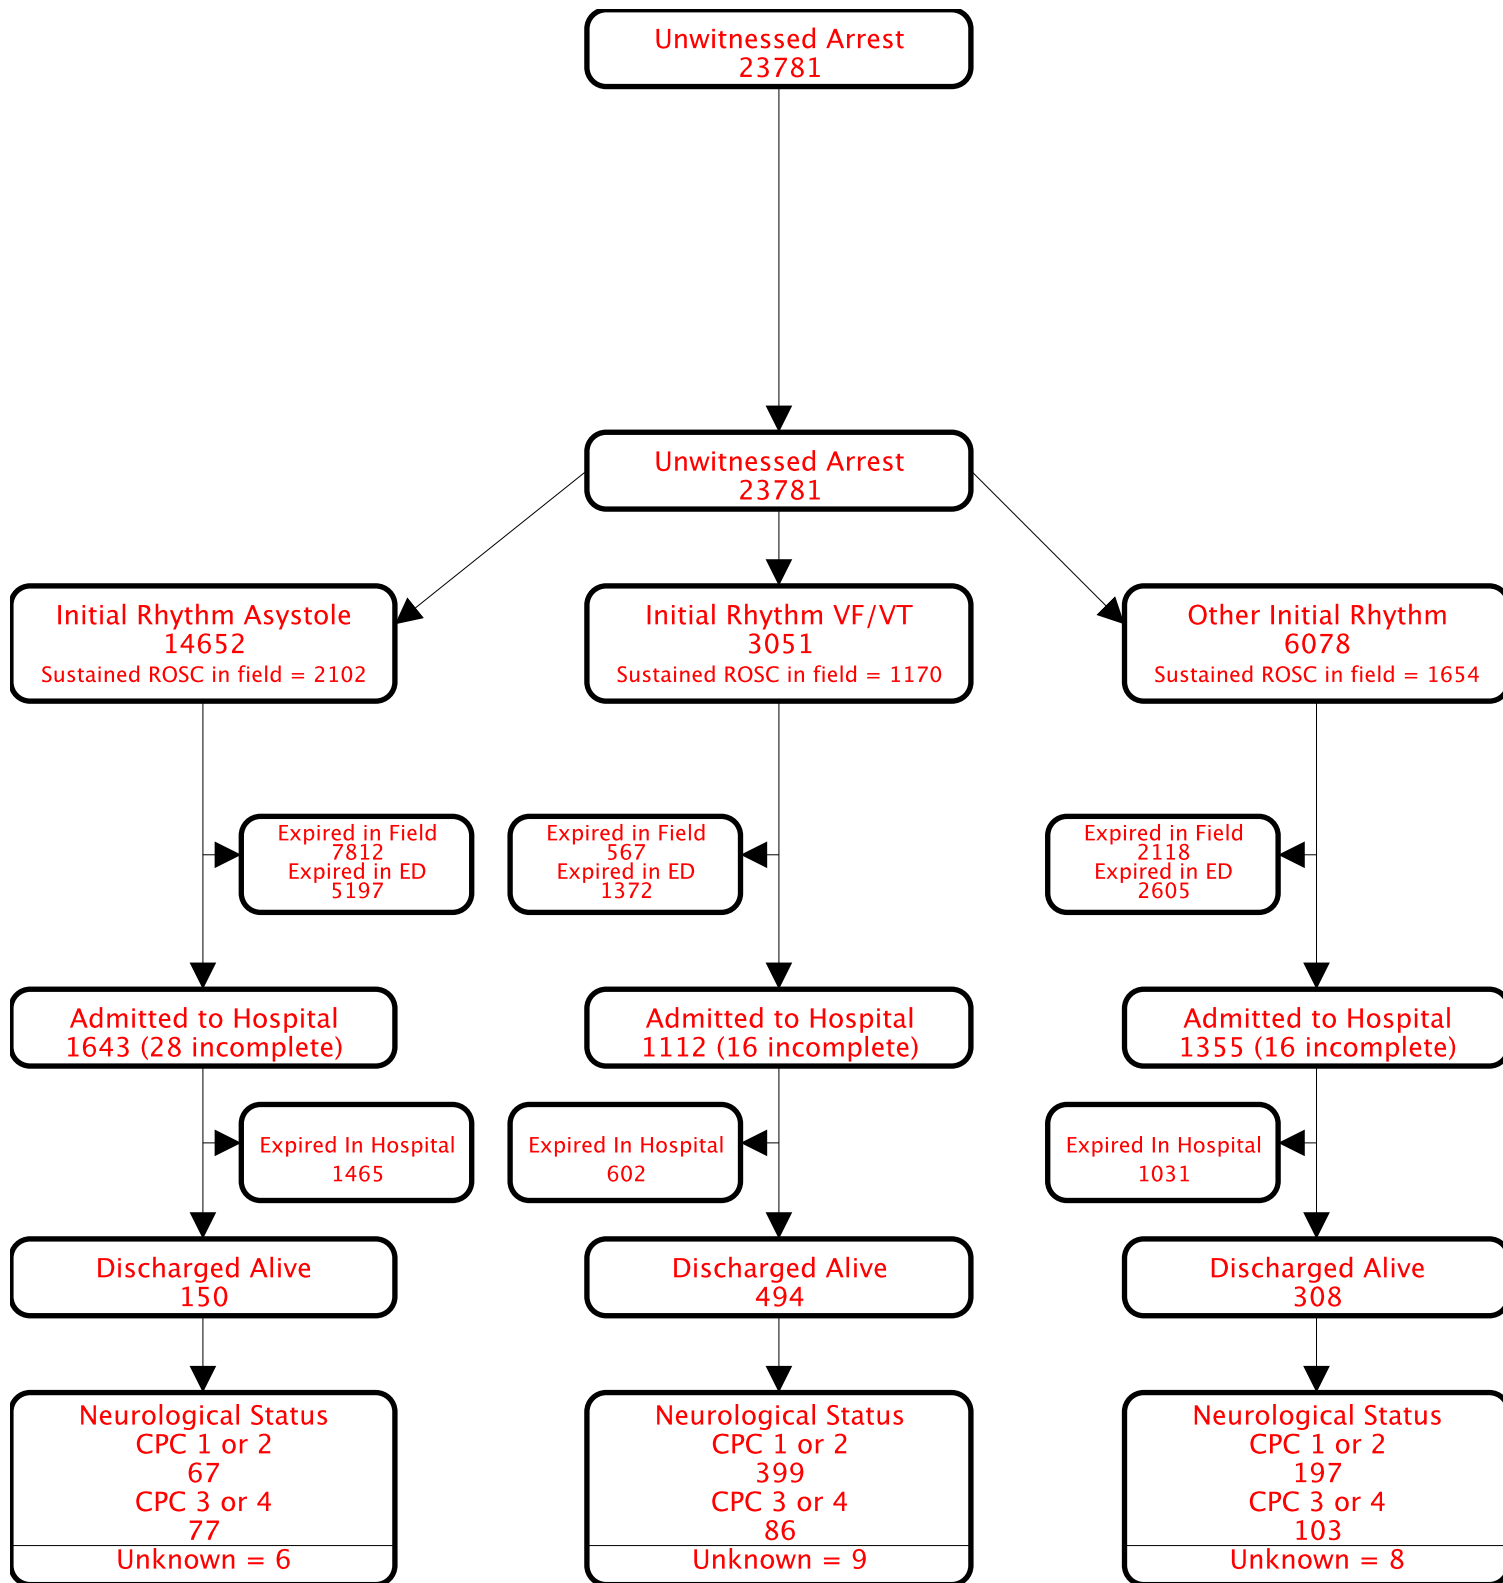 Unwitnessed Arrest
23781
Unwitnessed Arrest
23781
Initial Rhythm Asystole
14652
Sustained ROSC in field = 2102
Initial Rhythm VF/VT
3051
Sustained ROSC in field = 1170
Other Initial Rhythm
6078
Sustained ROSC in field = 1654
Expired in Field
7812
Expired in ED
5197
Expired in Field
567
Expired in ED
1372
Expired in Field
2118
Expired in ED
2605
Admitted to Hospital
1643 (28 incomplete)
Admitted to Hospital
1112 (16 incomplete)
Admitted to Hospital
1355 (16 incomplete)
Expired In Hospital
1465
Expired In Hospital
602
Expired In Hospital
1031
Discharged Alive
150
Discharged Alive
494
Discharged Alive
308
Neurological Status
CPC 1 or 2
67
CPC 3 or 4
77
Unknown = 6
Neurological Status
CPC 1 or 2
399
CPC 3 or 4
86
Unknown = 9
Neurological Status
CPC 1 or 2
197
CPC 3 or 4
103
Unknown = 8